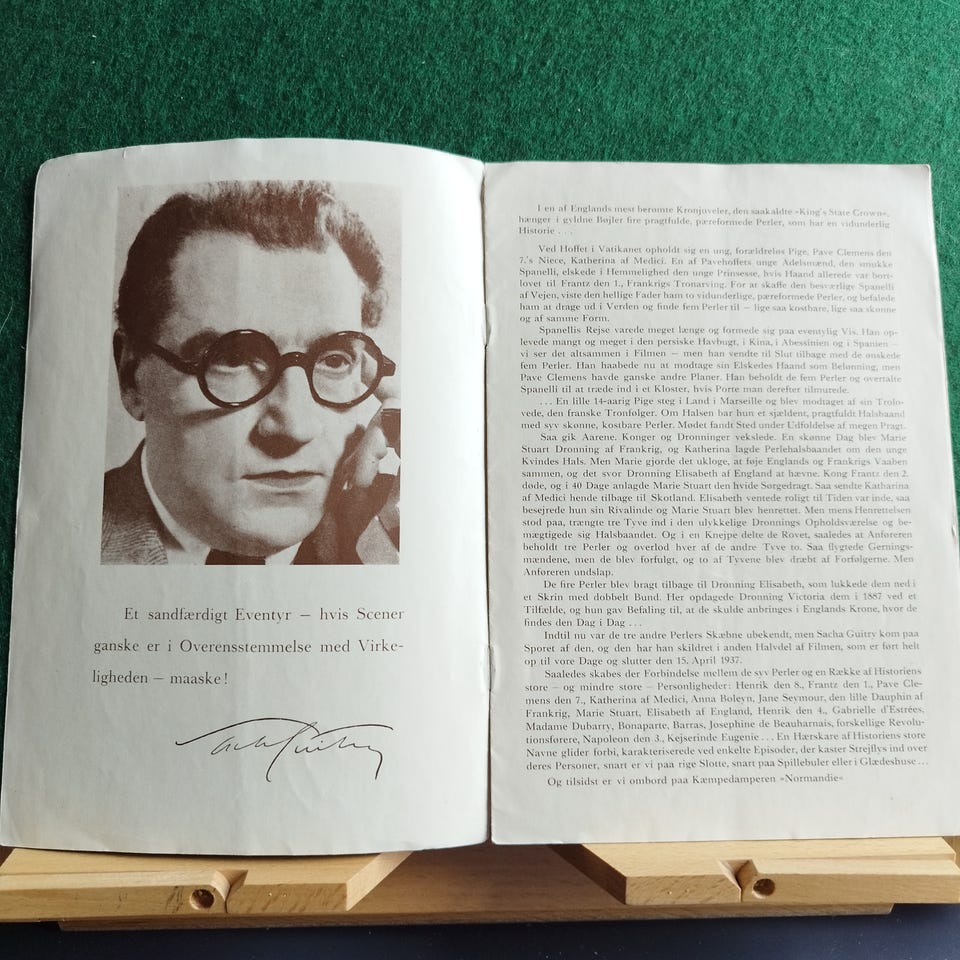 Et sandfærdigt Eventyr — hvis Scener
ganske er i Overensstemmelse med Virke-
ligheden — maaske!
Sacha Guitry
I en af Englands mest berømte Kronjuveler, den saakaldte »King's State Crown«,
hænger i gyldne Bøjler fire pragtfulde, pæreformede Perler, som har en vidunderlig
Historie . . .
Ved Hoffet i Vatikanet opholdt sig en ung, forældreløs Pige, Pave Clemens den
7.'s Niece, Katherina af Medici. En af Pavehoffets unge Adelsmænd, den smukke
Spanelli, elskede i Hemmelighed den unge Prinsesse, hvis Haand allerede var bort-
lovet til Frantz den 1., Frankrigs Tronarving. For at skaffe den besværlige Spanelli
af Vejen, viste den hellige Fader ham to vidunderlige, pæreformede Perler, og befalede
ham at drage ud i Verden og finde fem Perler til — lige saa kostbare, lige saa skønne
og af samme Form.
Spanellis Rejse varede meget længe og formede sig paa eventyrlig Vis. Han op-
levede mangt og meget i den persiske Havbugt, i Kina, i Abessinien og i Spanien —
vi ser det altsammen i Filmen — men han vendte til Slut tilbage med de ønskede
fem Perler. Han haabede nu at modtage sin Elskedes Haand som Belønning, men
Pave Clemens havde ganske andre Planer. Han beholdt de fem Perler og overtalte
Spanelli til at træde ind i et Kloster, hvis Porte man derefter tilmurede.
. . . En lille 14-aarig Pige steg i Land i Marseille og blev modtaget af sin Trolo-
vede, den franske Tronfølger. Om Halsen bar hun et sjældent, pragtfuldt Halsbaand
med syv skønne, kostbare Perler. Mødet fandt Sted under Udfoldelse af megen Pragt.
Saa gik Aarene. Konger og Dronninger vekslede. En skønne Dag blev Marie
Stuart Dronning af Frankrig, og Katherina lagde Perlehalsbaandet om den unge
Kvindes Hals. Men Marie gjorde det ukloge, at føje Englands og Frankrigs Vaaben
sammen, og det svor Dronning Elisabeth af England at hævne. Kong Frantz den 2.
døde, og i 40 Dage anlagde Marie Stuart den hvide Sørgedragt. Saa sendte Katharina
af Medici hende tilbage til Skotland. Elisabeth ventede roligt til Tiden var inde, saa
besejrede hun sin Rivalinde og Marie Stuart blev henrettet. Men mens Henrettelsen
stod paa, trængte tre Tyve ind i den ulykkelige Dronnings Opholdsværelse og be-
mægtigede sig Halsbaandet. Og i en Knejpe delte de Rovet, saaledes at Anføreren
beholdt tre Perler og overlod hver af de andre Tyve to. Saa flygtede Gernings-
mændene, men de blev forfulgt, og to af Tyvene blev dræbt af Forfølgerne. Men
Anføreren undslap.
De fire Perler blev bragt tilbage til Dronning Elisabeth, som lukkede dem ned i
et Skrin med dobbelt Bund. Her opdagede Dronning Victoria dem i 1887 ved et
Tilfælde, og hun gav Befaling til, at de skulde anbringes i Englands Krone, hvor de
findes den Dag i Dag . . .
Indtil nu var de tre andre Perlers Skæbne ubekendt, men Sacha Guitry kom paa
Sporet af den, og den har han skildret i anden Halvdel af Filmen, som er ført helt
op til vore Dage og slutter den 15. April 1937.
Saaledes skabes der Forbindelse mellem de syv Perler og en Række af Historiens
store — og mindre store — Personligheder: Henrik den 8., Frantz den 1., Pave Cle-
mens den 7., Katherina af Medici, Anna Boleyn, Jane Seymour, den lille Dauphin af
Frankrig, Marie Stuart, Elisabeth af England, Henrik den 4., Gabrielle d'Estrées,
Madame Dubarry, Bonaparte, Barras, Josephine de Beauharnais, forskellige Revolu-
tionsførere, Napoleon den 3., Kejserinde Eugenie . . . En Hærskare af Historiens store
Navne glider forbi, karakteriserede ved enkelte Episoder, der kaster Strejflys ind over
deres Personer, snart er vi paa rige Slotte, snart paa Spillebuler eller i Glædeshuse . . .
Og tilsidst er vi ombord paa Kæmpedamperen »Normandie«